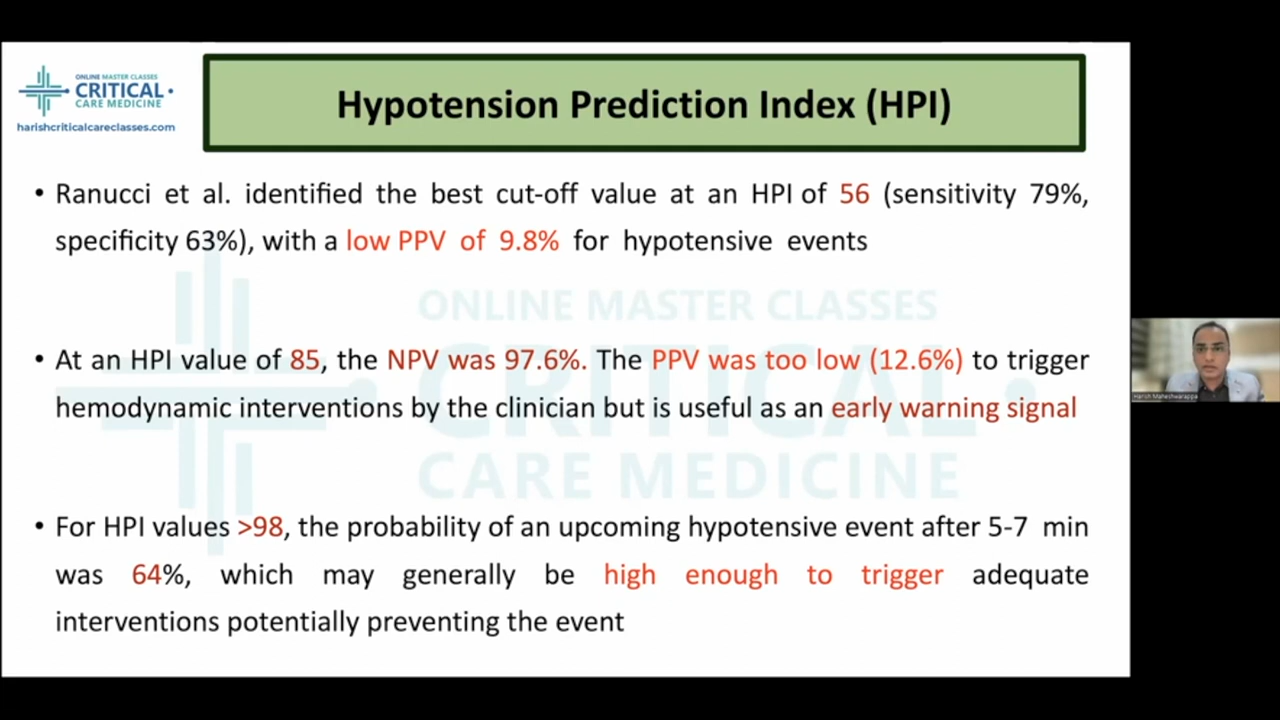 ONLINE MASTER CLASSES
CRITICAL
CARE MEDICINE
harishcriticalcareclasses.com
Hypotension Prediction Index (HPI)
• Ranucci et al. identified the best cut-off value at an HPI of 56 (sensitivity 79%,
specificity 63%), with a low PPV of 9.8% for hypotensive events
• At an HPI value of 85, the NPV was 97.6%. The PPV was too low (12.6%) to trigger
hemodynamic interventions by the clinician but is useful as an early warning signal
• For HPI values >98, the probability of an upcoming hypotensive event after 5-7 min
was 64%, which may generally be high enough to trigger adequate
interventions potentially preventing the event
ONLINE MASTER CLASSES
CRITICAL
CARE MEDICINE
Harish Maheshwarappa